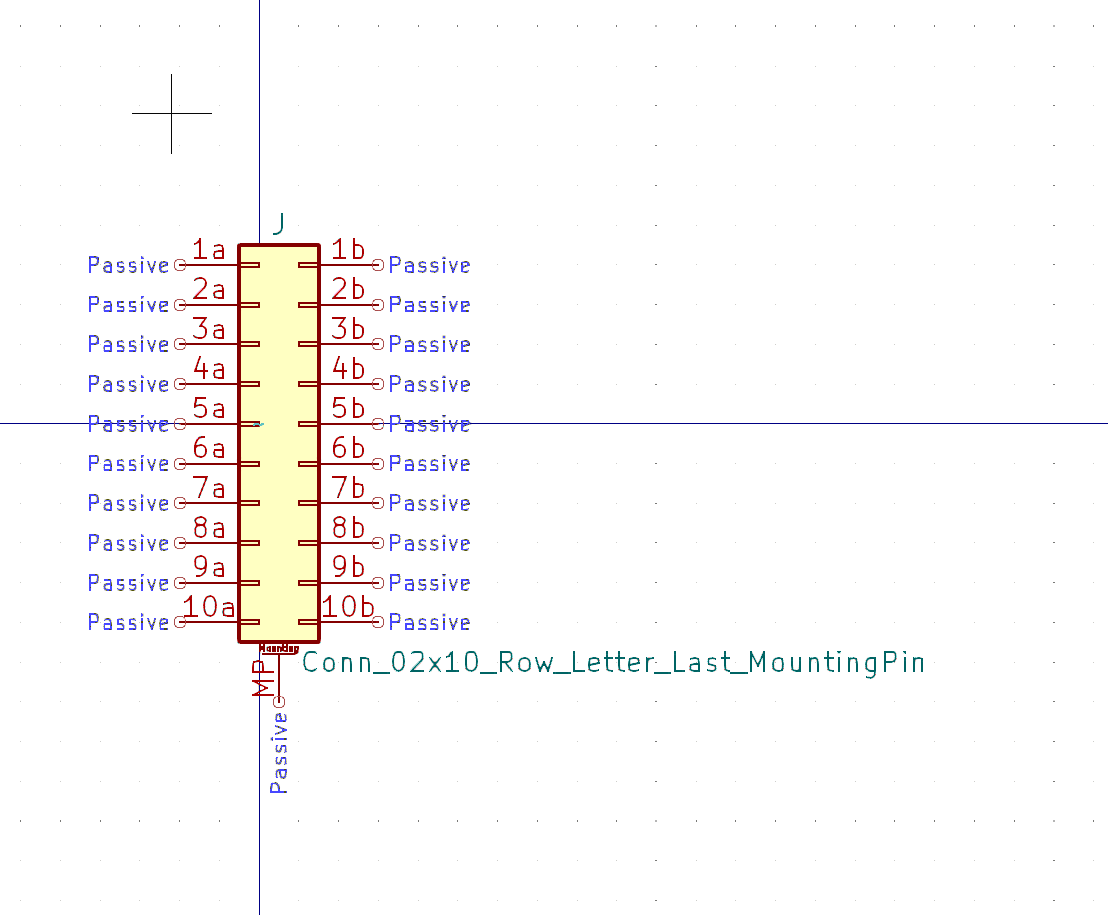 J
Passive 1a 1b Passive
Passive 2a 2b Passive
Passive 3a 3b Passive
Passive 4a 4b Passive
Passive 5a 5b Passive
Passive 6a 6b Passive
Passive 7a 7b Passive
Passive 8a 8b Passive
Passive 9a 9b Passive
Passive 10a 10b Passive
Mounting
MP
Conn_02x10_Row_Letter_Last_MountingPin
Passive